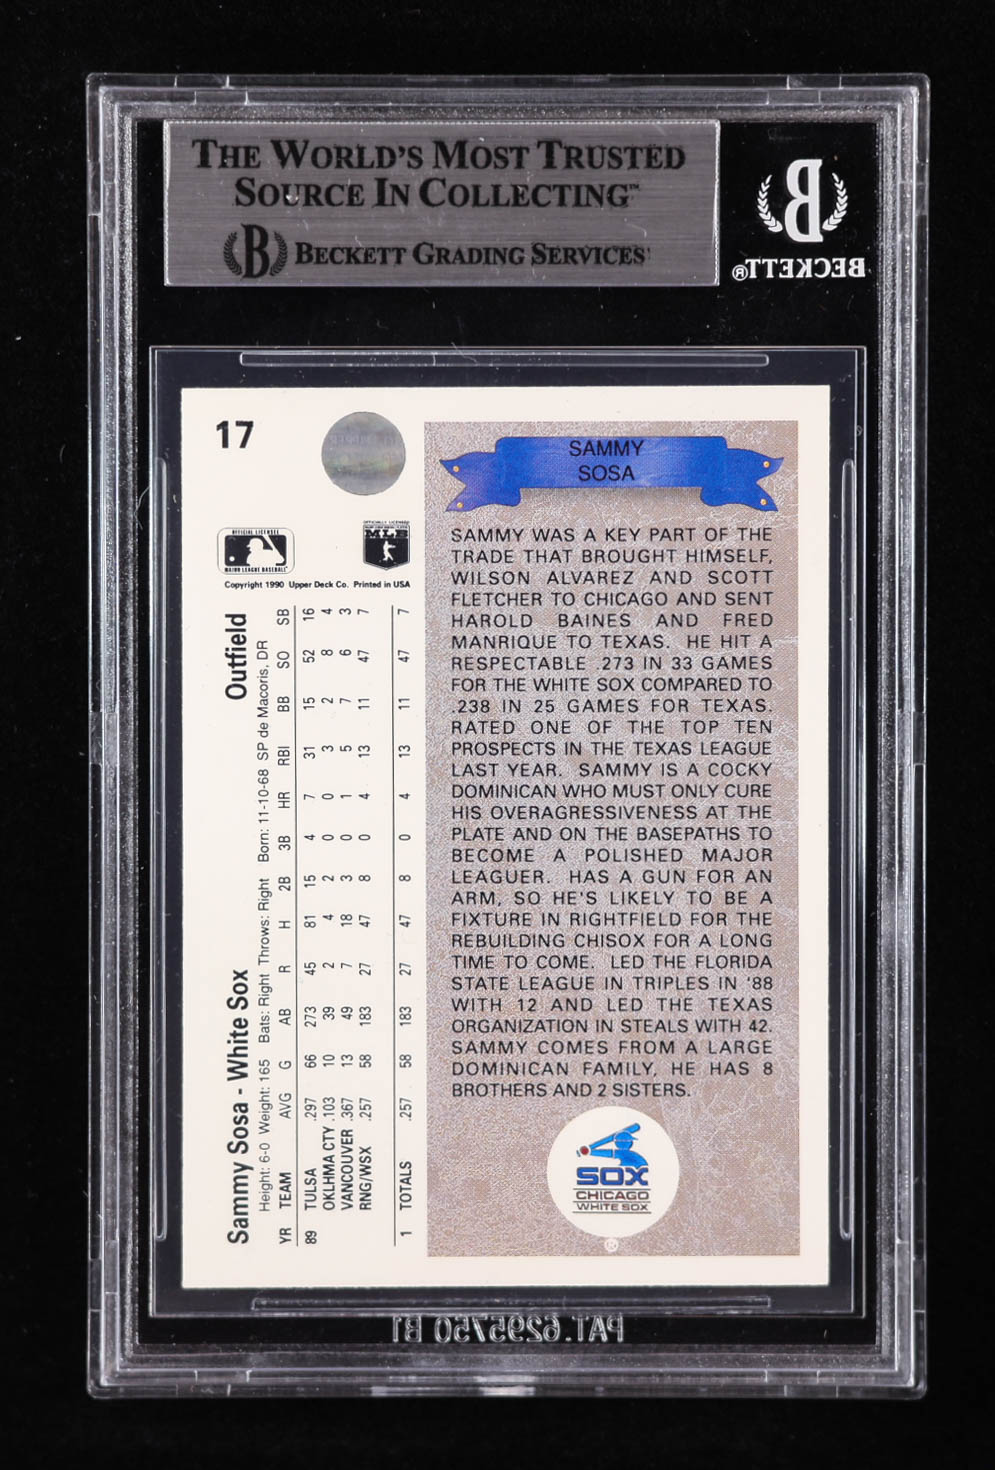 THE WORLD'S MOST TRUSTED
SOURCE IN COLLECTING™
B BECKETT GRADING SERVICES
B
BECKETT®
17
OFFICIAL LICENSEE
MAJOR LEAGUE BASEBALL
OFFICIALLY LICENSED
MLB
Copyright 1990 Upper Deck Co. Printed in USA
SAMMY
SOSA
SAMMY WAS A KEY PART OF THE
TRADE THAT BROUGHT HIMSELF,
WILSON ALVAREZ AND SCOTT
FLETCHER TO CHICAGO AND SENT
HAROLD BAINES AND FRED
MANRIQUE TO TEXAS. HE HIT A
RESPECTABLE .273 IN 33 GAMES
FOR THE WHITE SOX COMPARED TO
.238 IN 25 GAMES FOR TEXAS.
RATED ONE OF THE TOP TEN
PROSPECTS IN THE TEXAS LEAGUE
LAST YEAR. SAMMY IS A COCKY
DOMINICAN WHO MUST ONLY CURE
HIS OVERAGRESSIVENESS AT THE
PLATE AND ON THE BASEPATHS TO
BECOME A POLISHED MAJOR
LEAGUER. HAS A GUN FOR AN
ARM, SO HE'S LIKELY TO BE A
FIXTURE IN RIGHTFIELD FOR THE
REBUILDING CHISOX FOR A LONG
TIME TO COME. LED THE FLORIDA
STATE LEAGUE IN TRIPLES IN '88
WITH 12 AND LED THE TEXAS
ORGANIZATION IN STEALS WITH 42.
SAMMY COMES FROM A LARGE
DOMINICAN FAMILY, HE HAS 8
BROTHERS AND 2 SISTERS.
SOX
CHICAGO
WHITE SOX
®
Sammy Sosa - White Sox Outfield
Height: 6-0 Weight: 165 Bats: Right Throws: Right Born: 11-10-68 SP de Macoris, DR
YR TEAM AVG G AB R H 2B 3B HR RBI BB SO SB
89 TULSA .297 66 273 45 81 15 4 7 31 15 52 16
OKLHMA CTY .103 10 39 2 4 2 0 0 3 2 8 4
VANCOUVER .367 13 49 7 18 3 0 1 5 7 6 3
RNG/WSX .257 58 183 27 47 8 0 4 13 11 47 7
1 TOTALS .257 58 183 27 47 8 0 4 13 11 47 7
PAT.6295750 B1